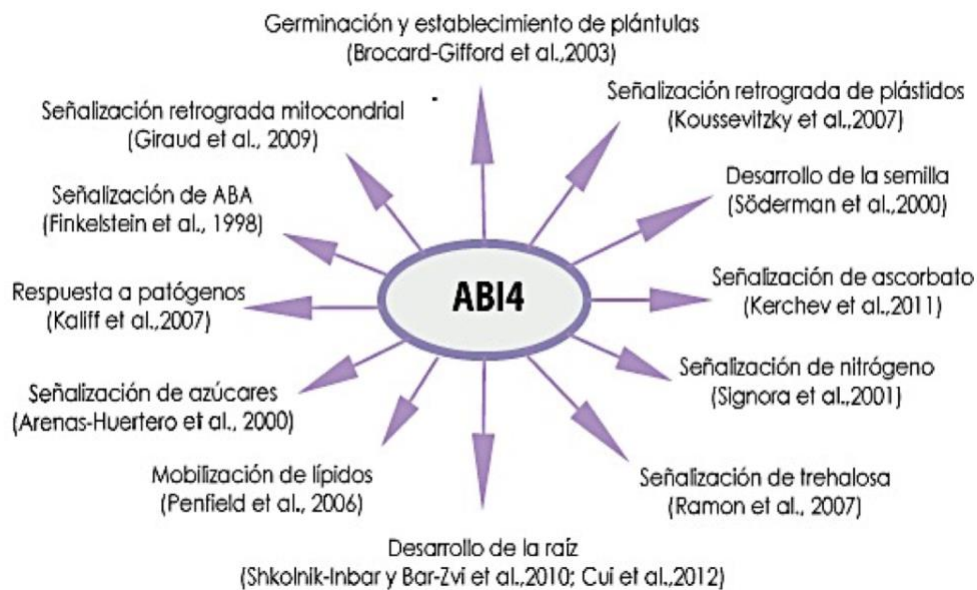 Germinación y establecimiento de plántulas
(Brocard-Gifford et al.,2003)
Señalización retrograda mitocondrial
(Giraud et al., 2009)
Señalización retrograda de plástidos
(Koussevitzky et al.,2007)
Señalización de ABA
(Finkelstein et al., 1998)
Desarrollo de la semilla
(Söderman et al.,2000)
Respuesta a patógenos
(Kaliff et al.,2007)
ABI4
Señalización de ascorbato
(Kerchev et al.,2011)
Señalización de azúcares
(Arenas-Huertero et al., 2000)
Señalización de nitrógeno
(Signora et al.,2001)
Mobilización de lípidos
(Penfield et al., 2006)
Señalización de trehalosa
(Ramon et al., 2007)
Desarrollo de la raíz
(Shkolnik-Inbar y Bar-Zvi et al.,2010; Cui et al.,2012)